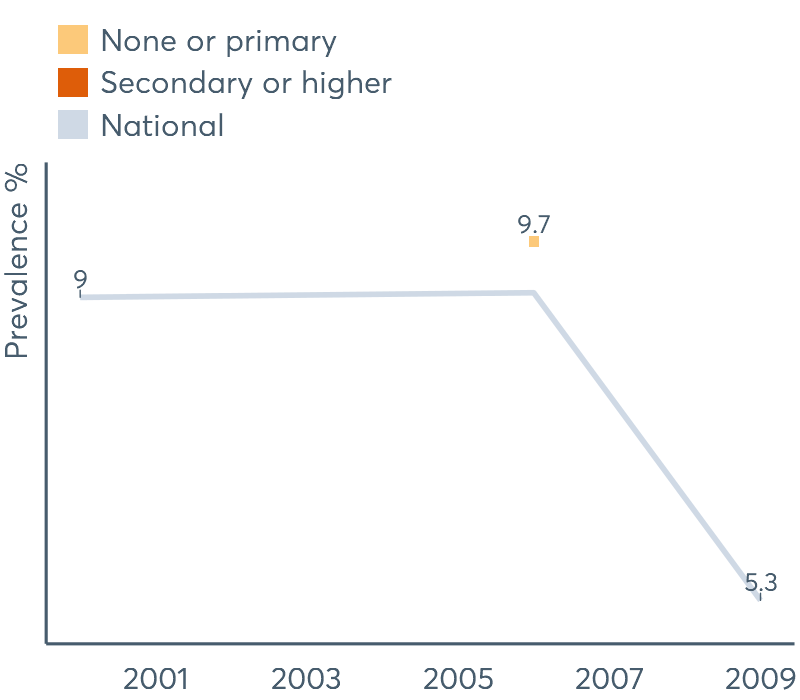 None or primary
Secondary or higher
National
Prevalence %
9.7
9
5.3
2001 2003 2005 2007 2009